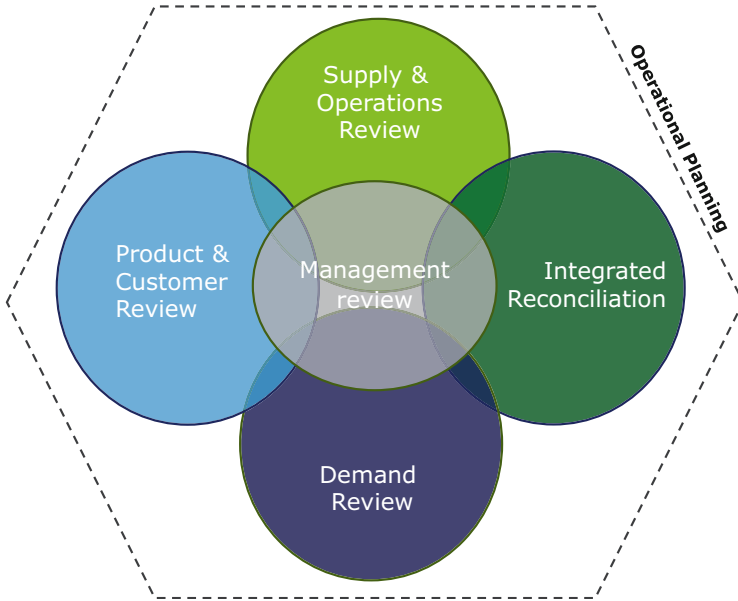 Supply &
Operations
Review
Operational Planning
Product &
Customer
Review
Management
review
Integrated
Reconciliation
Demand
Review